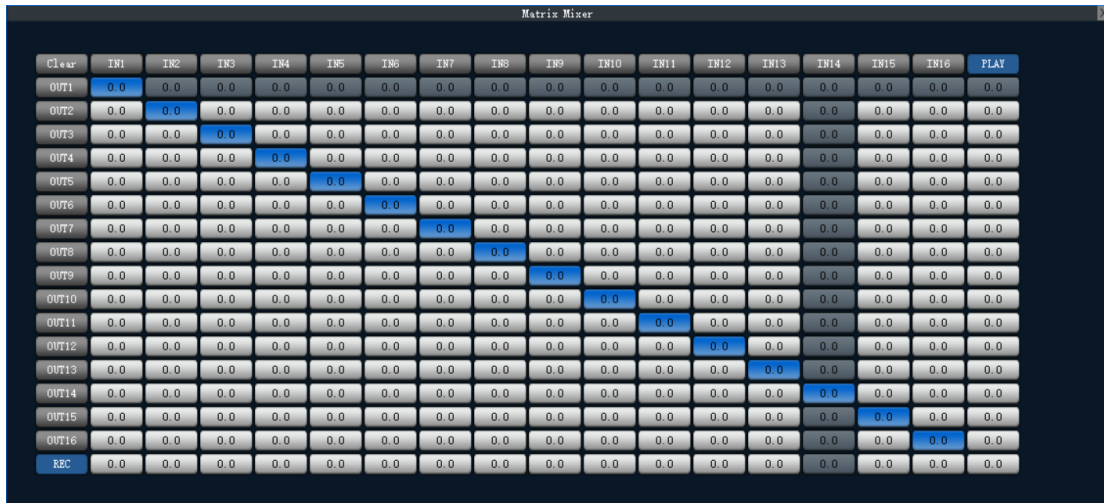 Matrix Mixer
Clear IN1 IN2 IN3 IN4 IN5 IN6 IN7 IN8 IN9 IN10 IN11 IN12 IN13 IN14 IN15 IN16 PLAY
OUT1 0.0 0.0 0.0 0.0 0.0 0.0 0.0 0.0 0.0 0.0 0.0 0.0 0.0 0.0 0.0 0.0 0.0
OUT2 0.0 0.0 0.0 0.0 0.0 0.0 0.0 0.0 0.0 0.0 0.0 0.0 0.0 0.0 0.0 0.0 0.0
OUT3 0.0 0.0 0.0 0.0 0.0 0.0 0.0 0.0 0.0 0.0 0.0 0.0 0.0 0.0 0.0 0.0 0.0
OUT4 0.0 0.0 0.0 0.0 0.0 0.0 0.0 0.0 0.0 0.0 0.0 0.0 0.0 0.0 0.0 0.0 0.0
OUT5 0.0 0.0 0.0 0.0 0.0 0.0 0.0 0.0 0.0 0.0 0.0 0.0 0.0 0.0 0.0 0.0 0.0
OUT6 0.0 0.0 0.0 0.0 0.0 0.0 0.0 0.0 0.0 0.0 0.0 0.0 0.0 0.0 0.0 0.0 0.0
OUT7 0.0 0.0 0.0 0.0 0.0 0.0 0.0 0.0 0.0 0.0 0.0 0.0 0.0 0.0 0.0 0.0 0.0
OUT8 0.0 0.0 0.0 0.0 0.0 0.0 0.0 0.0 0.0 0.0 0.0 0.0 0.0 0.0 0.0 0.0 0.0
OUT9 0.0 0.0 0.0 0.0 0.0 0.0 0.0 0.0 0.0 0.0 0.0 0.0 0.0 0.0 0.0 0.0 0.0
OUT10 0.0 0.0 0.0 0.0 0.0 0.0 0.0 0.0 0.0 0.0 0.0 0.0 0.0 0.0 0.0 0.0 0.0
OUT11 0.0 0.0 0.0 0.0 0.0 0.0 0.0 0.0 0.0 0.0 0.0 0.0 0.0 0.0 0.0 0.0 0.0
OUT12 0.0 0.0 0.0 0.0 0.0 0.0 0.0 0.0 0.0 0.0 0.0 0.0 0.0 0.0 0.0 0.0 0.0
OUT13 0.0 0.0 0.0 0.0 0.0 0.0 0.0 0.0 0.0 0.0 0.0 0.0 0.0 0.0 0.0 0.0 0.0
OUT14 0.0 0.0 0.0 0.0 0.0 0.0 0.0 0.0 0.0 0.0 0.0 0.0 0.0 0.0 0.0 0.0 0.0
OUT15 0.0 0.0 0.0 0.0 0.0 0.0 0.0 0.0 0.0 0.0 0.0 0.0 0.0 0.0 0.0 0.0 0.0
OUT16 0.0 0.0 0.0 0.0 0.0 0.0 0.0 0.0 0.0 0.0 0.0 0.0 0.0 0.0 0.0 0.0 0.0
REC 0.0 0.0 0.0 0.0 0.0 0.0 0.0 0.0 0.0 0.0 0.0 0.0 0.0 0.0 0.0 0.0 0.0